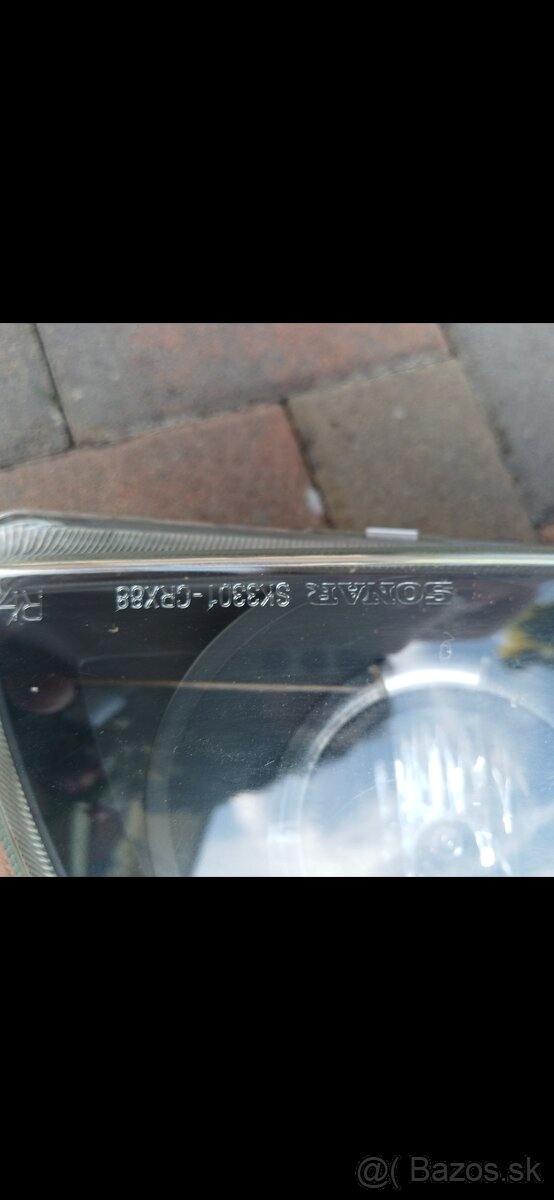 SONAR SK3301-CRX88
R
@( Bazos.sk